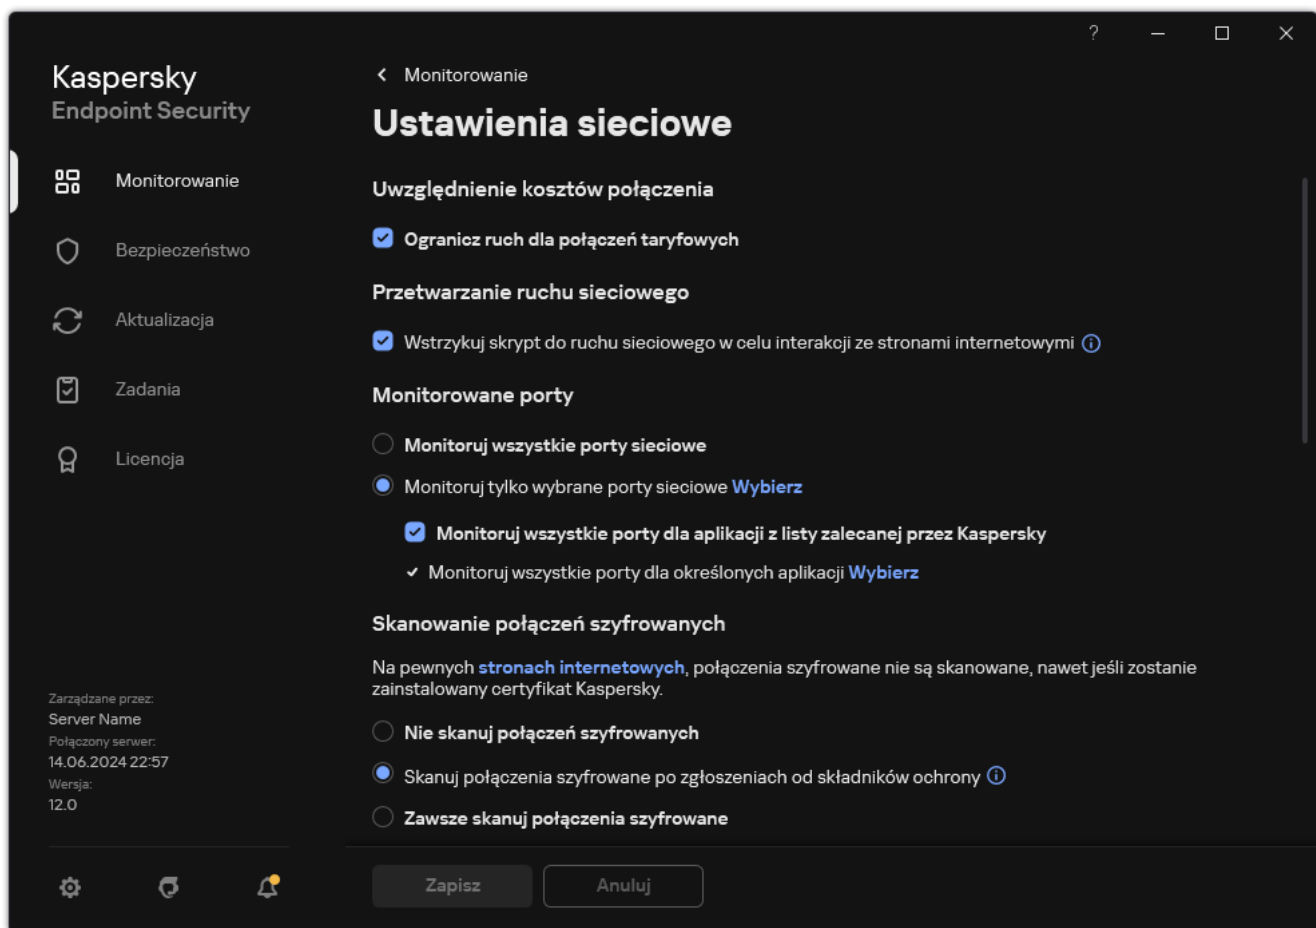 ?
Kaspersky
Endpoint Security
Monitorowanie
Bezpieczeństwo
Aktualizacja
Zadania
Licencja
Zarządzane przez:
Server Name
Połączony serwer:
14.06.2024 22:57
Wersja:
12.0
Monitorowanie
Ustawienia sieciowe
Uwzględnienie kosztów połączenia
Ogranicz ruch dla połączeń taryfowych
Przetwarzanie ruchu sieciowego
Wstrzykuj skrypt do ruchu sieciowego w celu interakcji ze stronami internetowymi
Monitorowane porty
Monitoruj wszystkie porty sieciowe
Monitoruj tylko wybrane porty sieciowe Wybierz
Monitoruj wszystkie porty dla aplikacji z listy zalecanej przez Kaspersky
Monitoruj wszystkie porty dla określonych aplikacji Wybierz
Skanowanie połączeń szyfrowanych
Na pewnych stronach internetowych, połączenia szyfrowane nie są skanowane, nawet jeśli zostanie
zainstalowany certyfikat Kaspersky.
Nie skanuj połączeń szyfrowanych
Skanuj połączenia szyfrowane po zgłoszeniach od składników ochrony
Zawsze skanuj połączenia szyfrowane
Zapisz
Anuluj